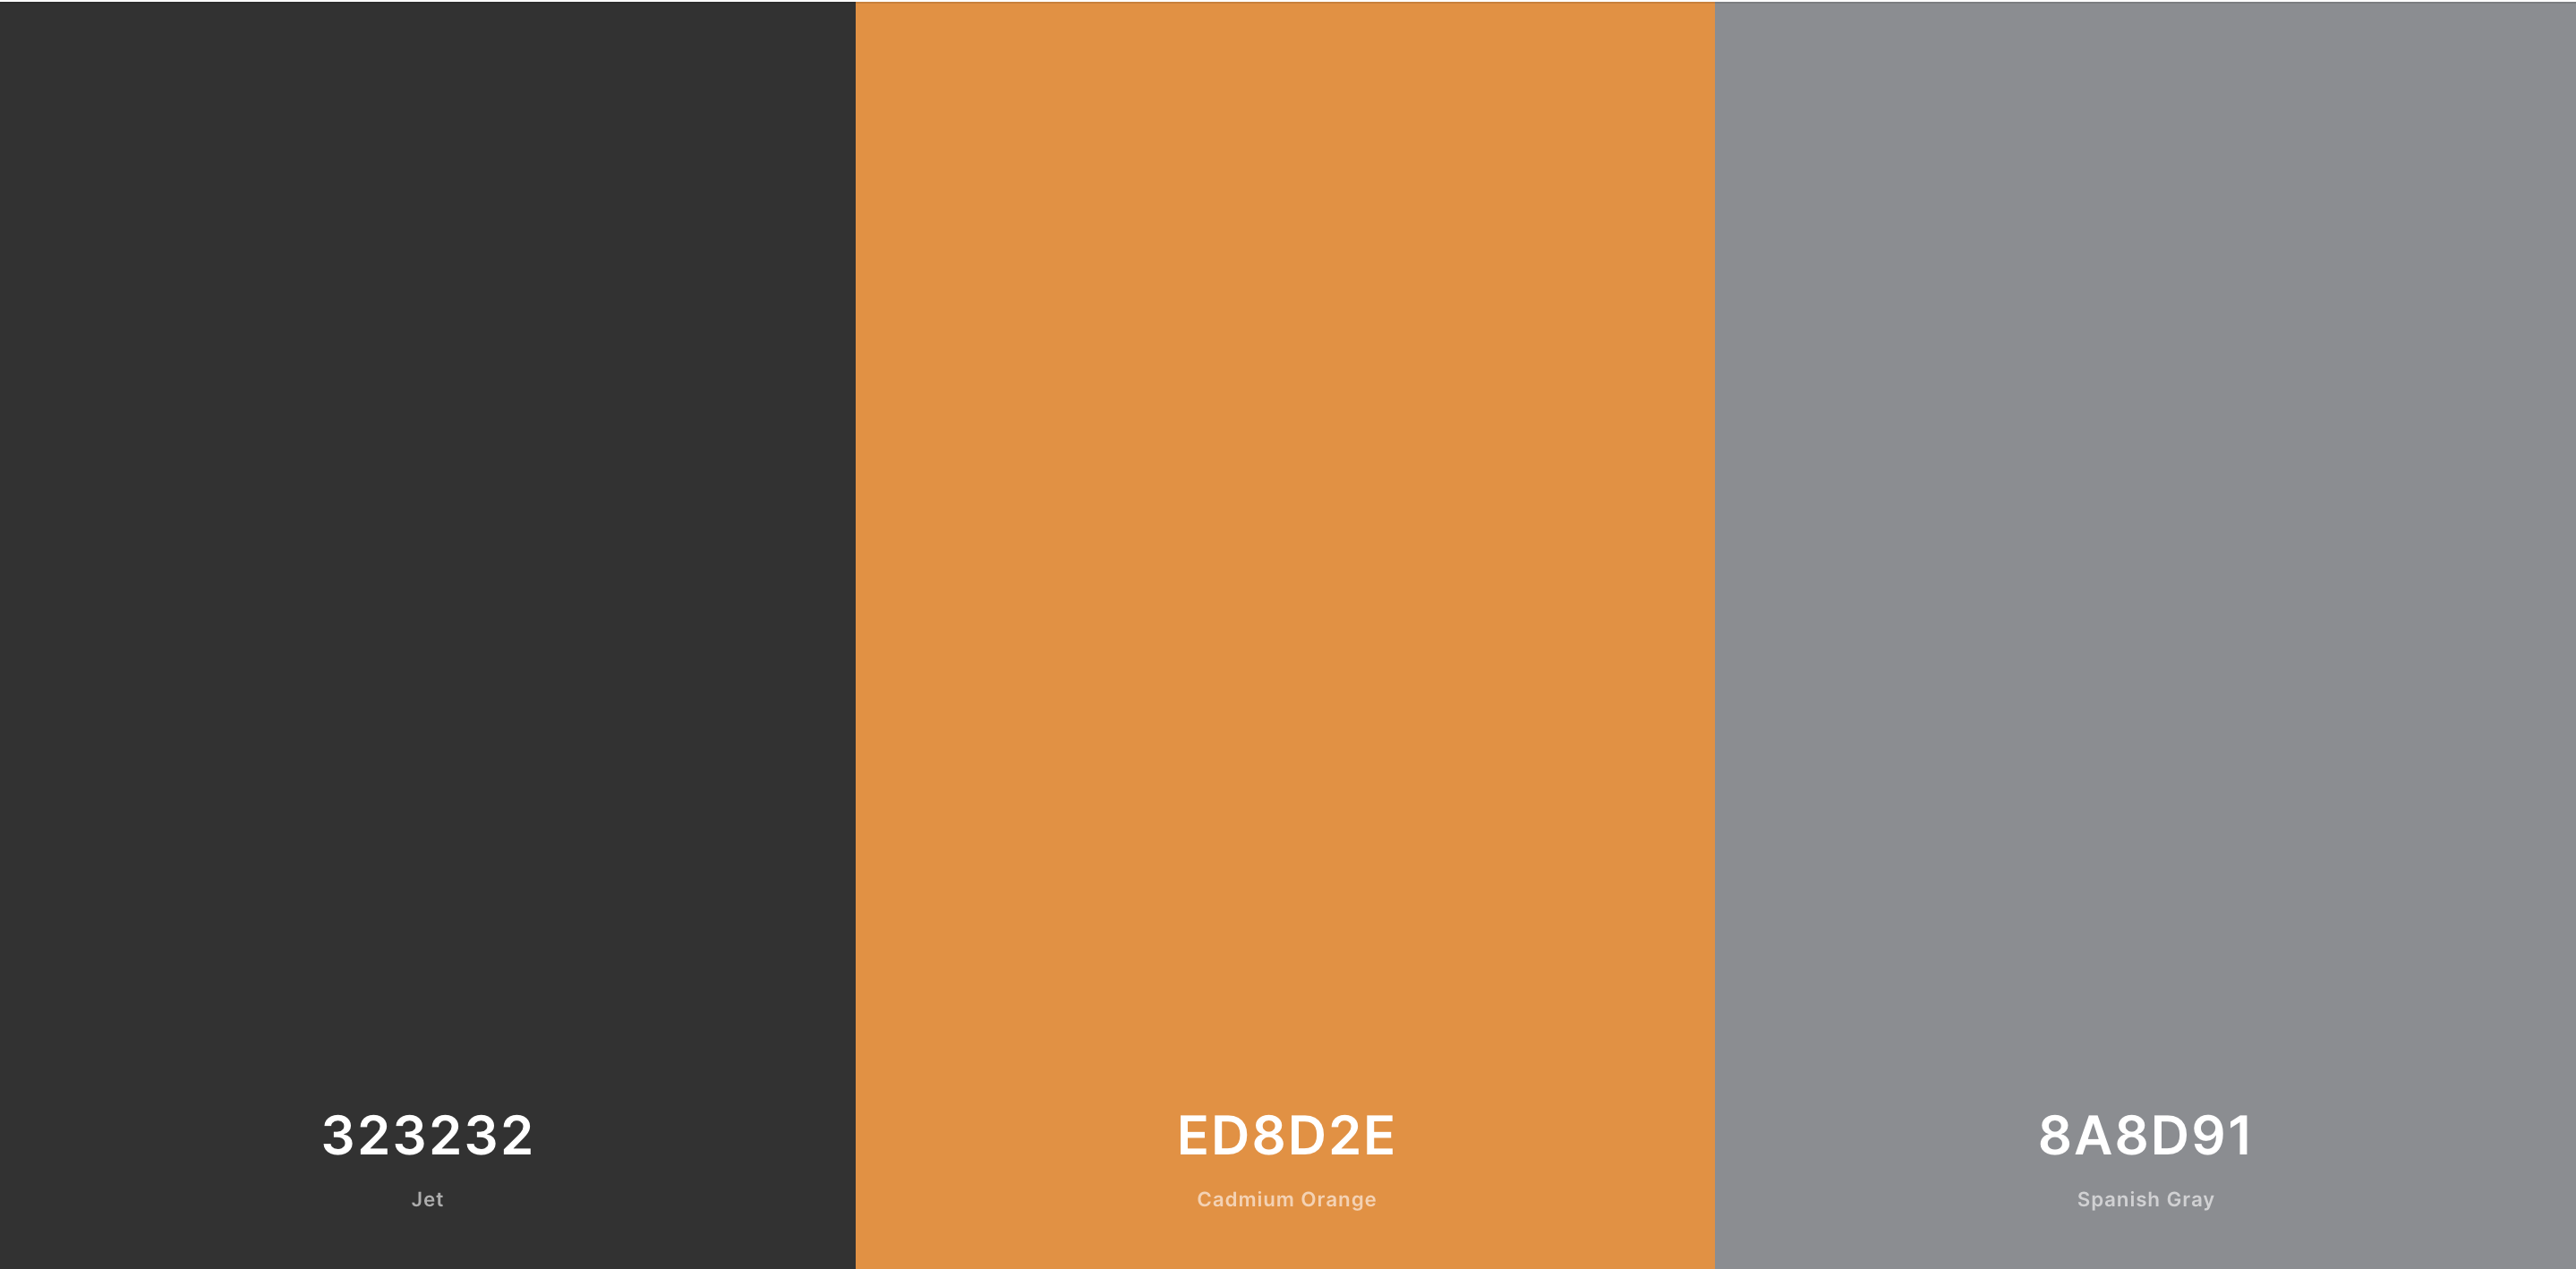 323232
Jet
ED8D2E
Cadmium Orange
8A8D91
Spanish Gray